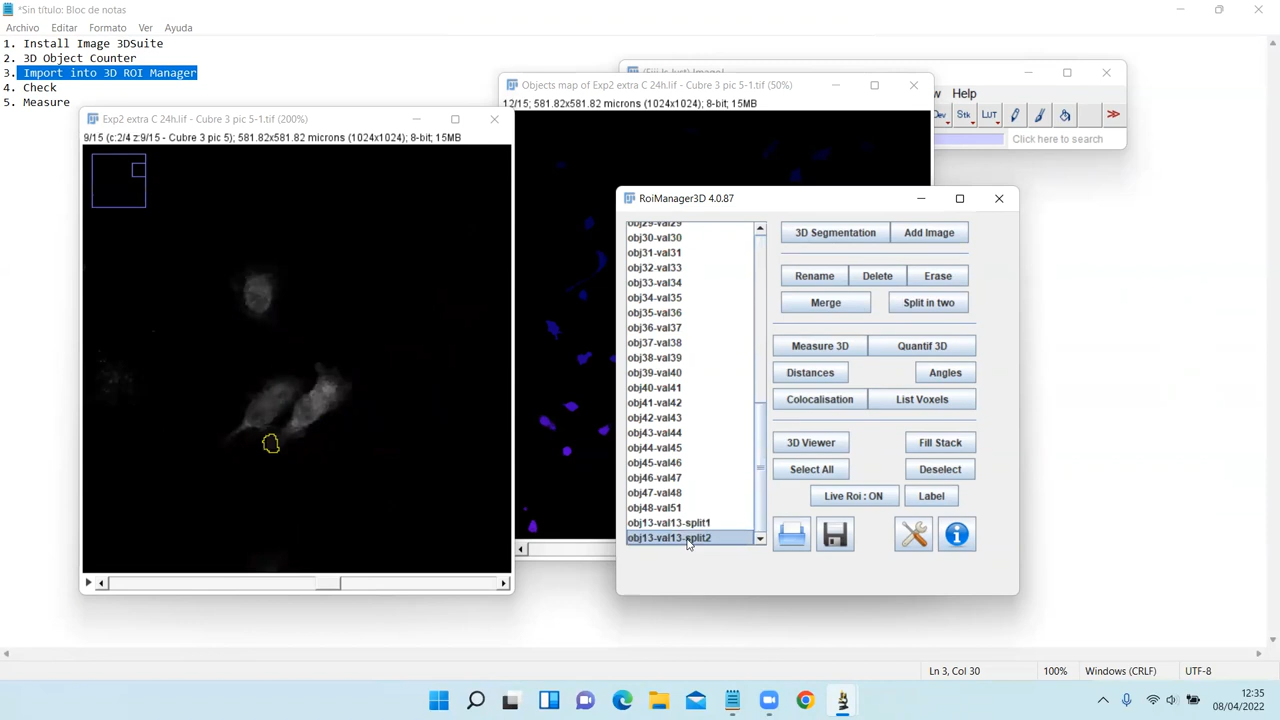 *Sin título: Bloc de notas
Archivo Editar Formato Ver Ayuda
1. Install Image 3DSuite
2. 3D Object Counter
3. Import into 3D ROI Manager
4. Check
5. Measure
(Fiji Is Just) ImageJ
w Help
Dev Stk LUT >>
Click here to search
Objects map of Exp2 extra C 24h.lif - Cubre 3 pic 5-1.tif (50%)
12/15; 581.82x581.82 microns (1024x1024); 8-bit; 15MB
Exp2 extra C 24h.lif - Cubre 3 pic 5-1.tif (200%)
9/15 (c:2/4 z:9/15 - Cubre 3 pic 5); 581.82x581.82 microns (1024x1024); 8-bit; 15MB
RoiManager3D 4.0.87
obj29-val29
obj30-val30
obj31-val31
obj32-val33
obj33-val34
obj34-val35
obj35-val36
obj36-val37
obj37-val38
obj38-val39
obj39-val40
obj40-val41
obj41-val42
obj42-val43
obj43-val44
obj44-val45
obj45-val46
obj46-val47
obj47-val48
obj48-val51
obj13-val13-split1
obj13-val13-split2
3D Segmentation Add Image
Rename Delete Erase
Merge Split in two
Measure 3D Quantif 3D
Distances Angles
Colocalisation List Voxels
3D Viewer Fill Stack
Select All Deselect
Live Roi : ON Label
Ln 3, Col 30 100% Windows (CRLF) UTF-8
12:35
08/04/2022